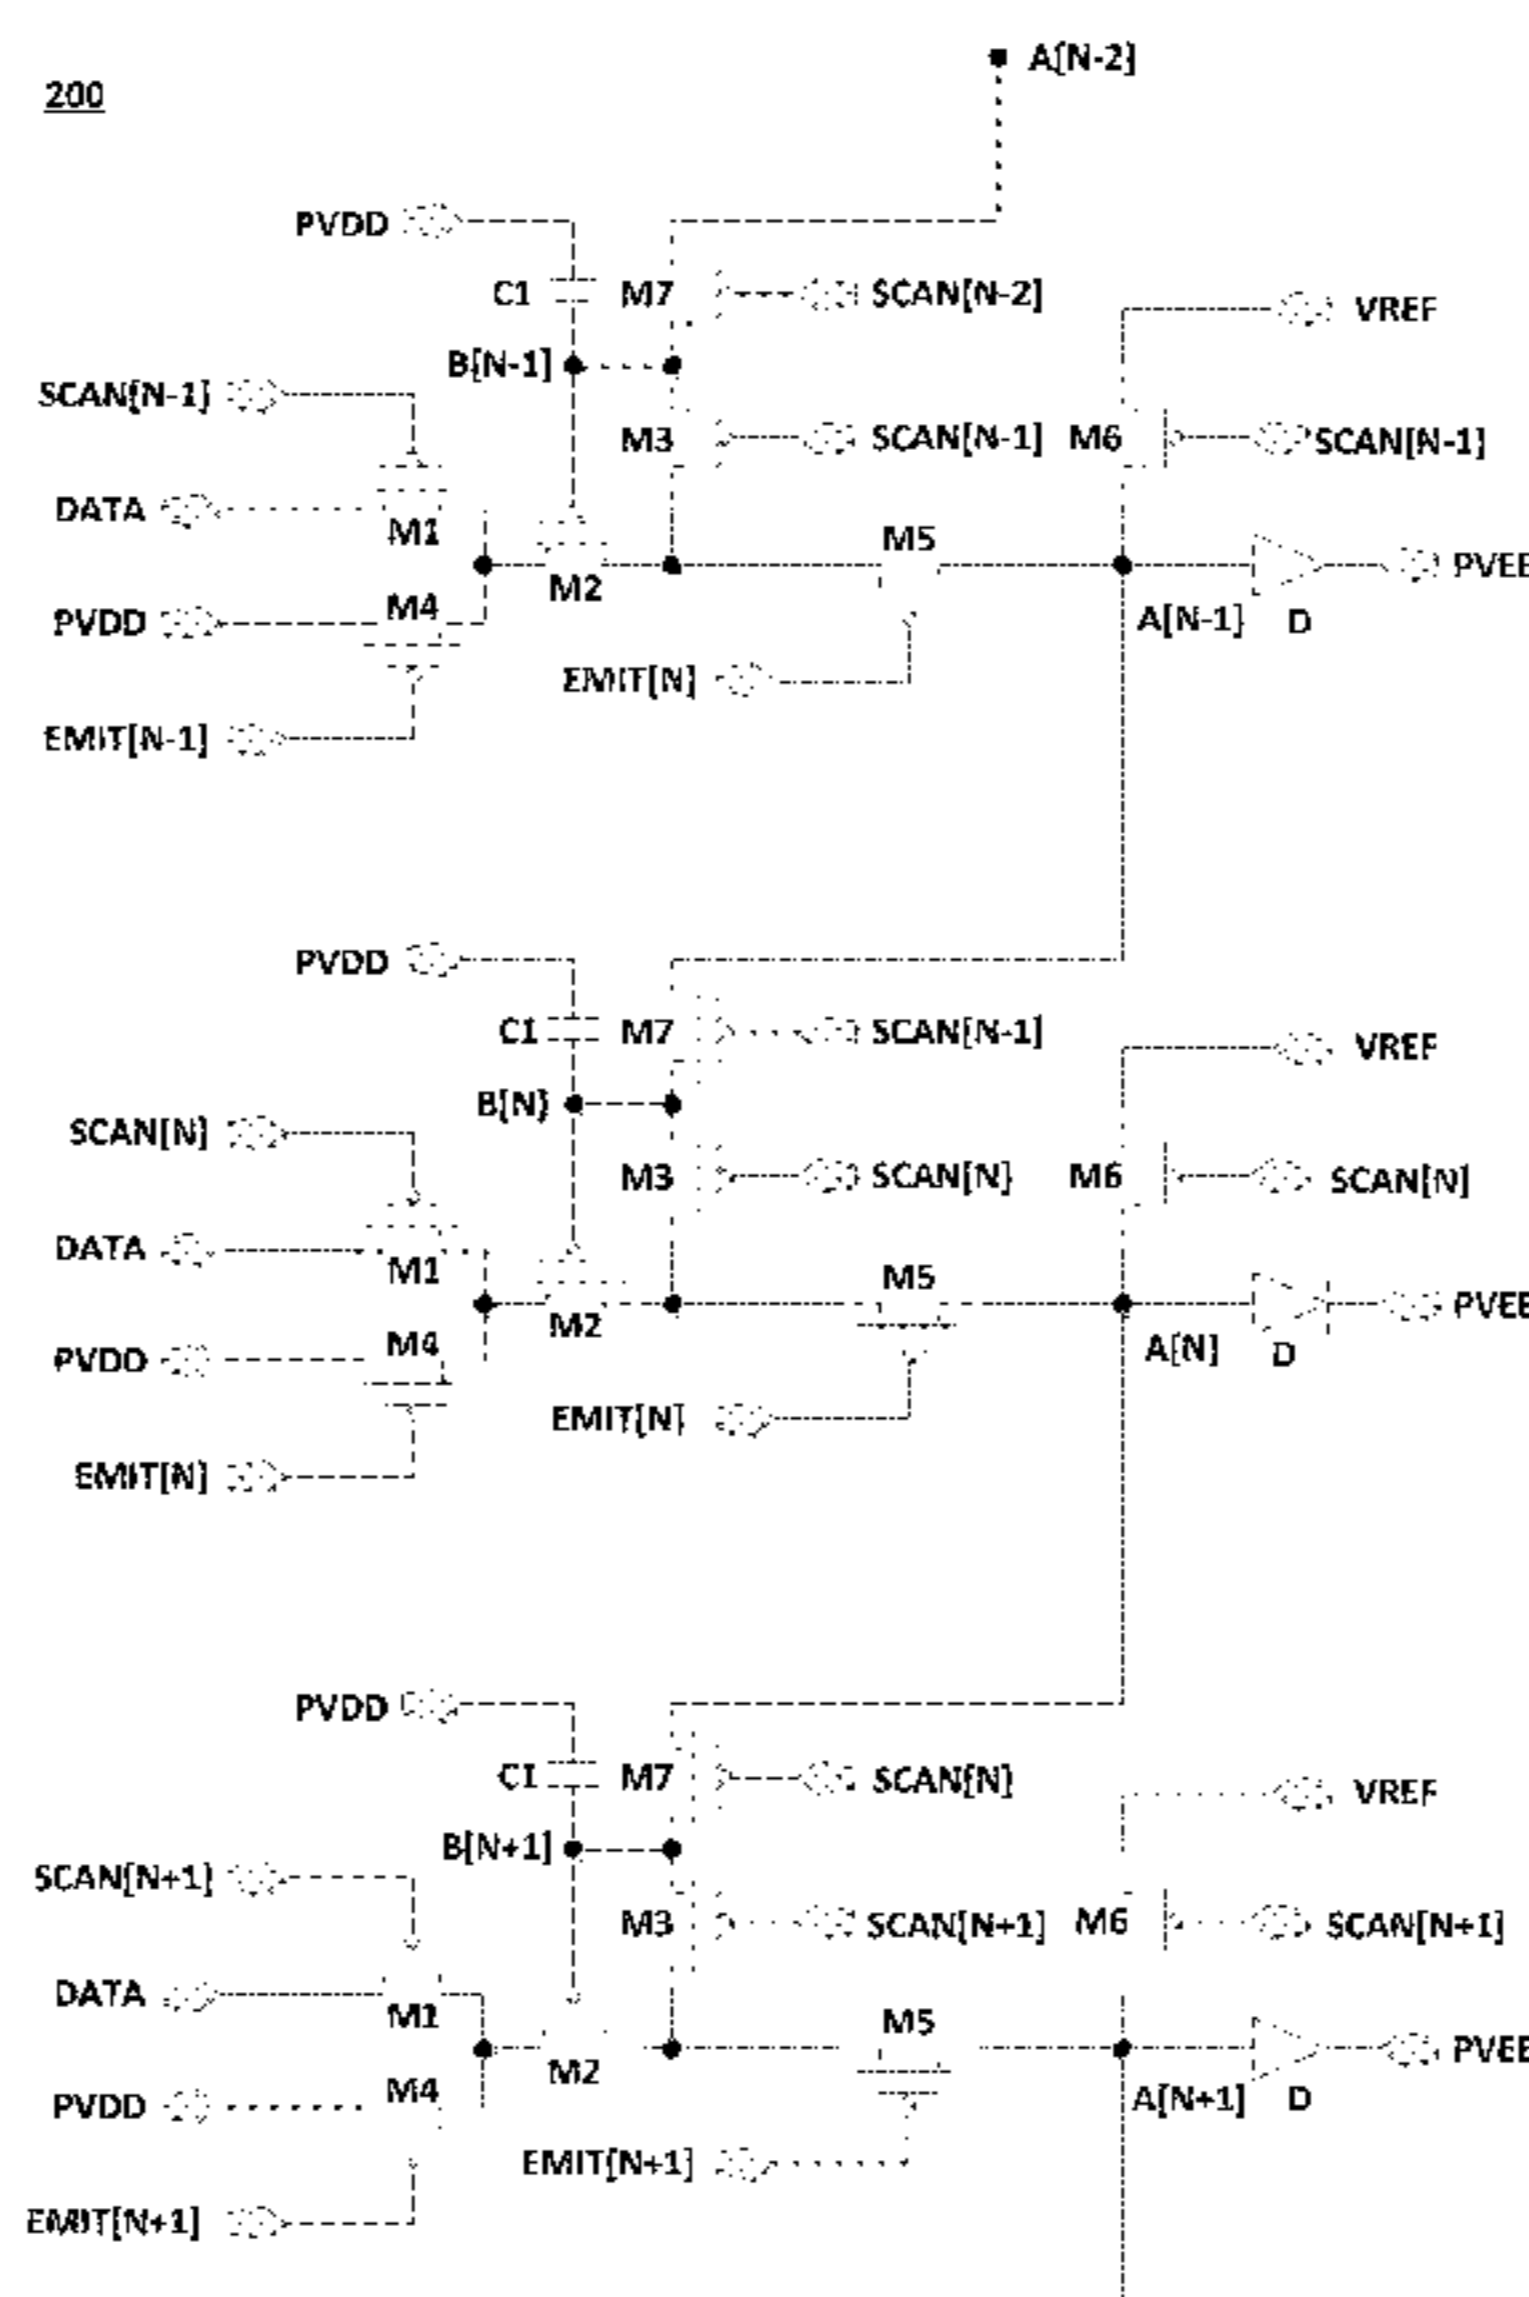 A[N-2]
200
PVDD
C1 M7 SCAN[N-2]
VREF
B[N-1]
SCAN[N-1]
M3 SCAN[N-1] M6 SCAN[N-1]
DATA
M1
M5
M2
PVEE
M4
PVDD
A[N-1] D
EMIT[N]
EMIT[N-1]
PVDD
C1 M7 SCAN[N-1]
VREF
B[N]
SCAN[N]
M3 SCAN[N] M6 SCAN[N]
DATA
M1
M5
M2
PVEE
M4
PVDD
A[N] D
EMIT[N]
EMIT[N]
PVDD
C1 M7 SCAN[N]
VREF
B[N+1]
SCAN[N+1]
M3 SCAN[N+1] M6 SCAN[N+1]
DATA
M1
M5
M2
PVEE
M4
PVDD
A[N+1] D
EMIT[N+1]
EMIT[N+1]